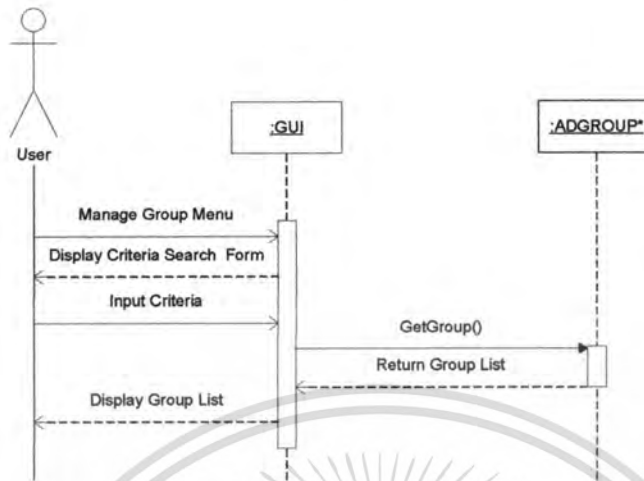 :GUI
:ADGROUP*
User
Manage Group Menu
Display Criteria Search Form
Input Criteria
GetGroup()
Return Group List
Display Group List